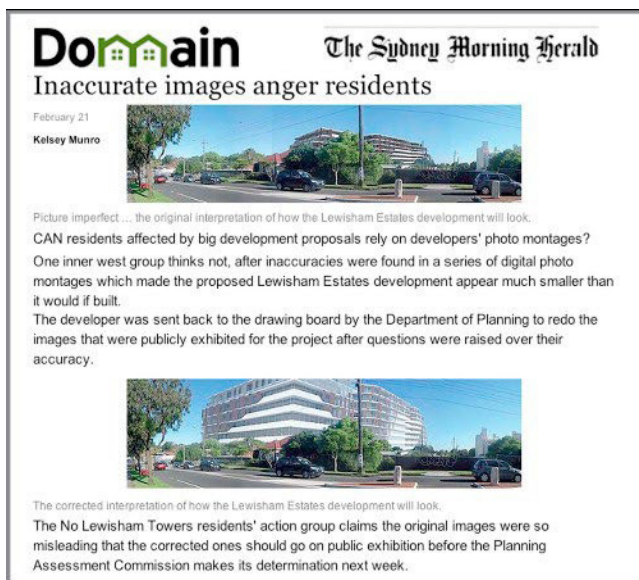 Domain
The Sydney Morning Herald
Inaccurate images anger residents
February 21
Kelsey Munro
Picture imperfect ... the original interpretation of how the Lewisham Estates development will look.
CAN residents affected by big development proposals rely on developers' photo montages?
One inner west group thinks not, after inaccuracies were found in a series of digital photo
montages which made the proposed Lewisham Estates development appear much smaller than
it would if built.
The developer was sent back to the drawing board by the Department of Planning to redo the
images that were publicly exhibited for the project after questions were raised over their
accuracy.
The corrected interpretation of how the Lewisham Estates development will look.
The No Lewisham Towers residents' action group claims the original images were so
misleading that the corrected ones should go on public exhibition before the Planning
Assessment Commission makes its determination next week.